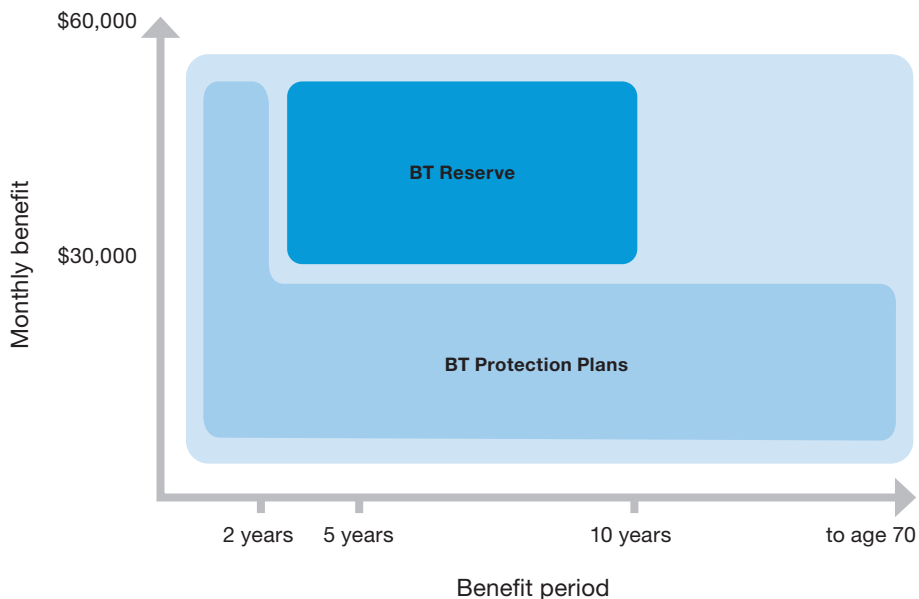 $60,000
BT Reserve
$30,000
Monthly benefit
BT Protection Plans
2 years
5 years
10 years
to age 70
Benefit period